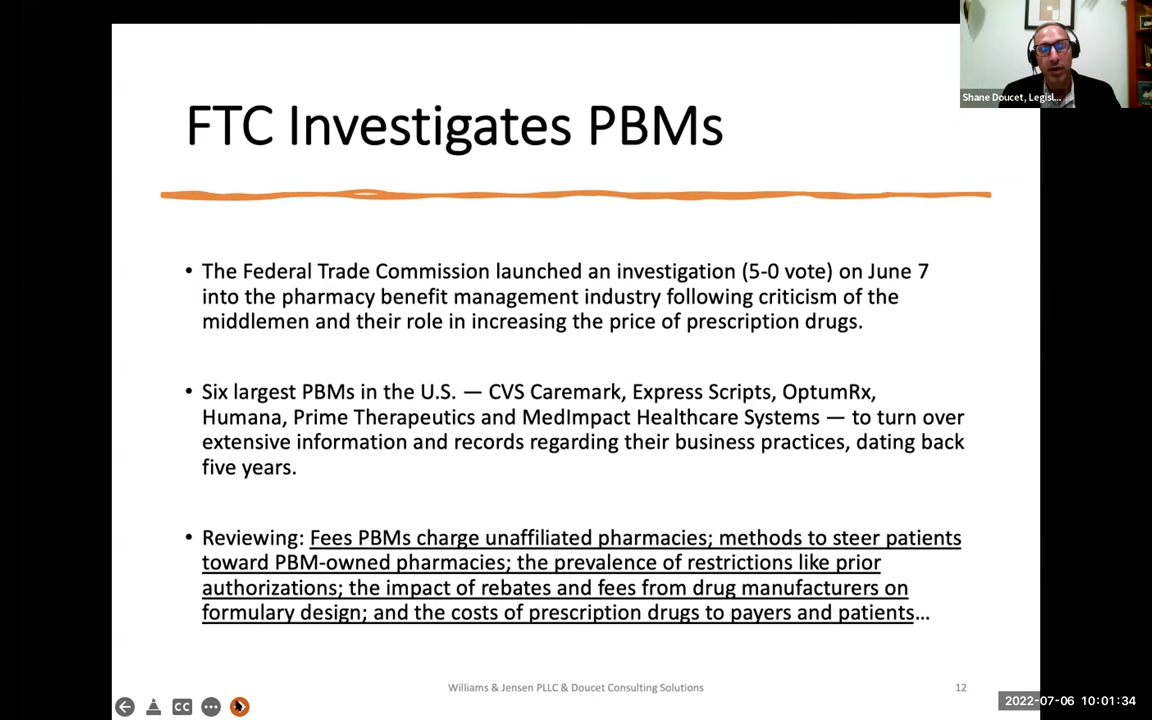 FTC Investigates PBMs
Shane Doucet, Legisl...
• The Federal Trade Commission launched an investigation (5-0 vote) on June 7
into the pharmacy benefit management industry following criticism of the
middlemen and their role in increasing the price of prescription drugs.
• Six largest PBMs in the U.S. — CVS Caremark, Express Scripts, OptumRx,
Humana, Prime Therapeutics and MedImpact Healthcare Systems — to turn over
extensive information and records regarding their business practices, dating back
five years.
• Reviewing: Fees PBMs charge unaffiliated pharmacies; methods to steer patients
toward PBM-owned pharmacies; the prevalence of restrictions like prior
authorizations; the impact of rebates and fees from drug manufacturers on
formulary design; and the costs of prescription drugs to payers and patients…
Williams & Jensen PLLC & Doucet Consulting Solutions
12
CC
2022-07-06 10:01:34